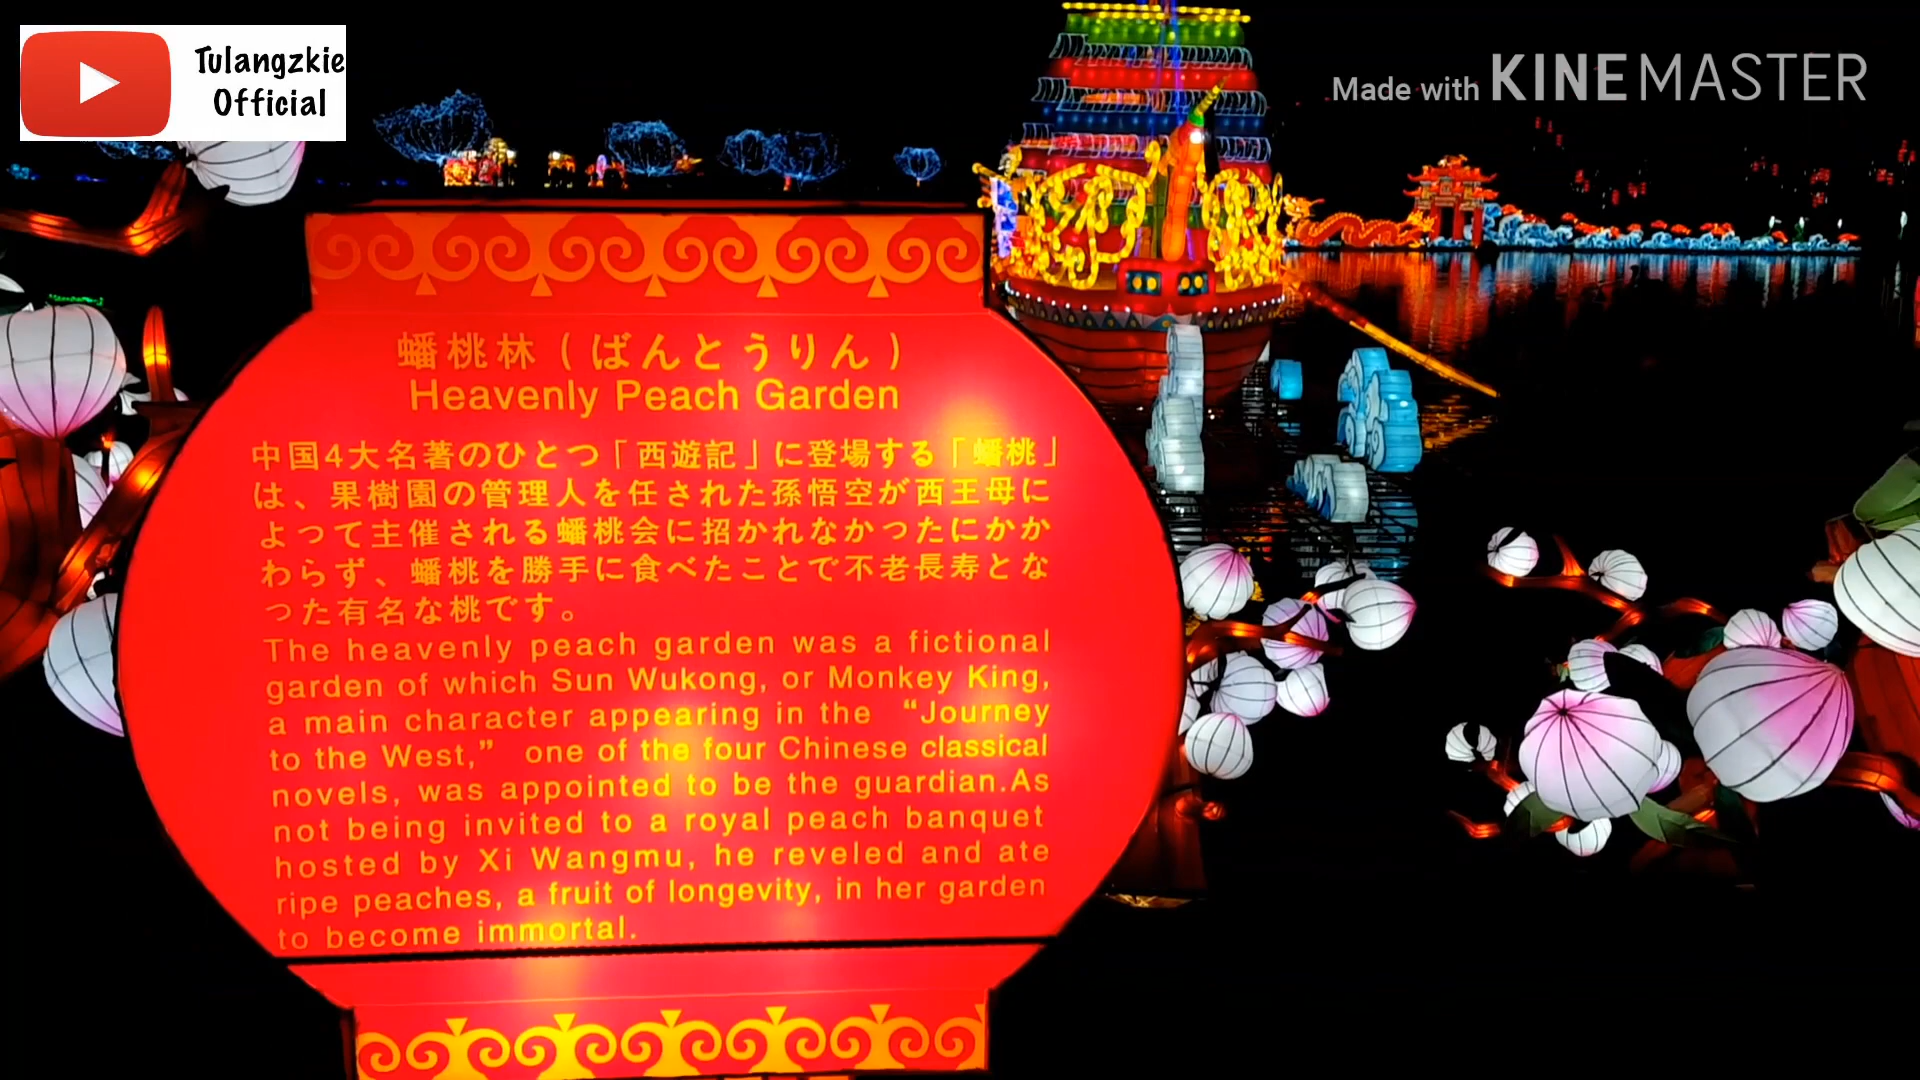 Tulangzkie
Official
Made with KINEMASTER
蟠桃林（ばんとうりん）
Heavenly Peach Garden
中国4大名著のひとつ「西遊記」に登場する「蟠桃」
は、果樹園の管理人を任された孫悟空が西王母に
よって主催される蟠桃会に招かれなかったにかか
わらず、蟠桃を勝手に食べたことで不老長寿とな
った有名な桃です。
The heavenly peach garden was a fictional
garden of which Sun Wukong, or Monkey King,
a main character appearing in the “Journey
to the West,” one of the four Chinese classical
novels, was appointed to be the guardian.As
not being invited to a royal peach banquet
hosted by Xi Wangmu, he reveled and ate
ripe peaches, a fruit of longevity, in her garden
to become immortal.